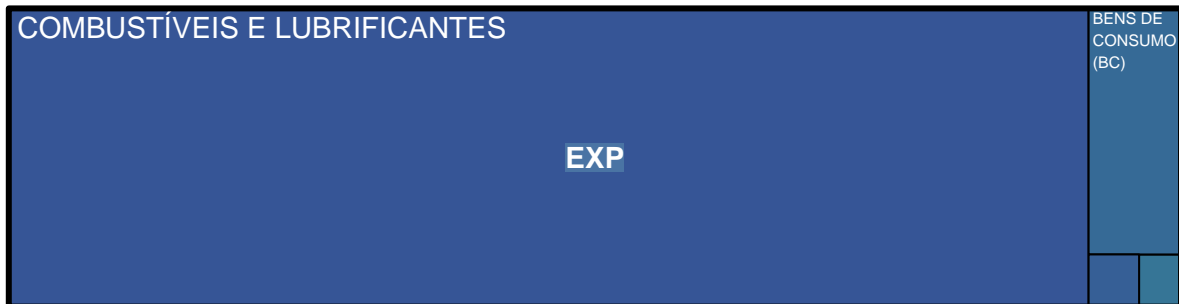 COMBUSTÍVEIS E LUBRIFICANTES
BENS DE
CONSUMO
(BC)
EXP